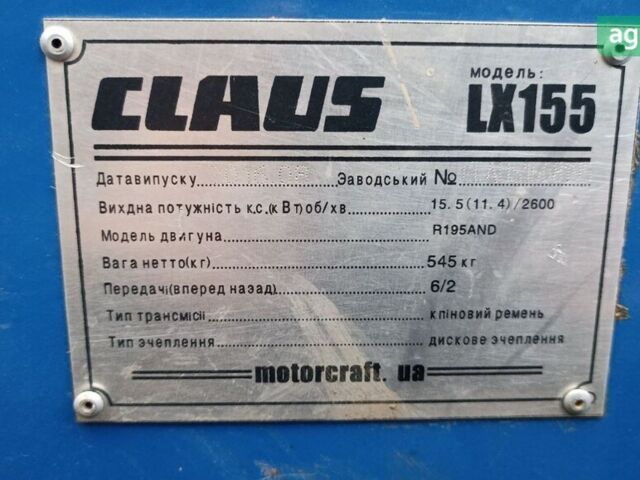 ag
CLAUS
модель:
LX155
Датавипуску Заводський №
Вихдна потужність к.с.(к Вт)об/хв 15.5(11.4)/2600
Модель двигуна R195AND
Вага нетто(кг) 545 кг
Передачі(вперед назад) 6/2
Тип трансмісії кліновий ремень
Тип зчеплення дискове зчеплення
motorcraft. ua